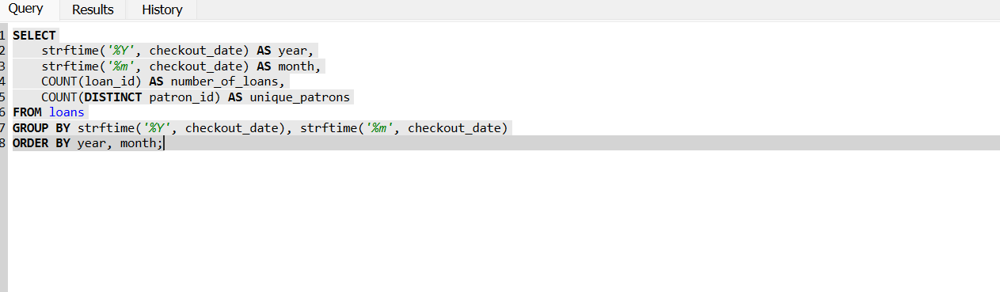 Query Results History
1 SELECT
2 strftime('%Y', checkout_date) AS year,
3 strftime('%m', checkout_date) AS month,
4 COUNT(loan_id) AS number_of_loans,
5 COUNT(DISTINCT patron_id) AS unique_patrons
6 FROM loans
7 GROUP BY strftime('%Y', checkout_date), strftime('%m', checkout_date)
8 ORDER BY year, month;